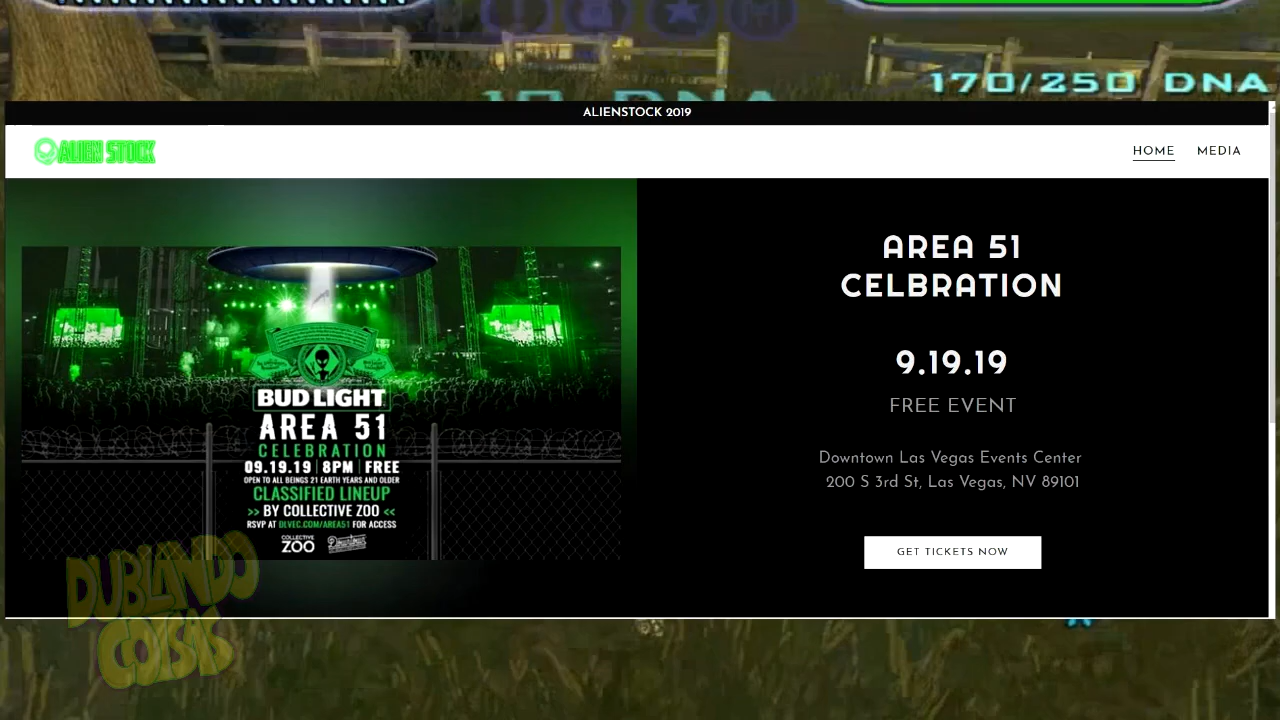 170/250 DNA
10 DNA
ALIENSTOCK 2019
ALIEN STOCK
HOME
MEDIA
BUD LIGHT
AREA 51
CELEBRATION
09.19.19 | 8PM | FREE
OPEN TO ALL BEINGS 21 EARTH YEARS AND OLDER
CLASSIFIED LINEUP
>> BY COLLECTIVE ZOO <<
RSVP AT DLVEC.COM/AREA51 FOR ACCESS
COLLECTIVE
ZOO
AREA 51
CELBRATION
9.19.19
FREE EVENT
Downtown Las Vegas Events Center
200 S 3rd St, Las Vegas, NV 89101
GET TICKETS NOW
DUBLANDO
COISAS